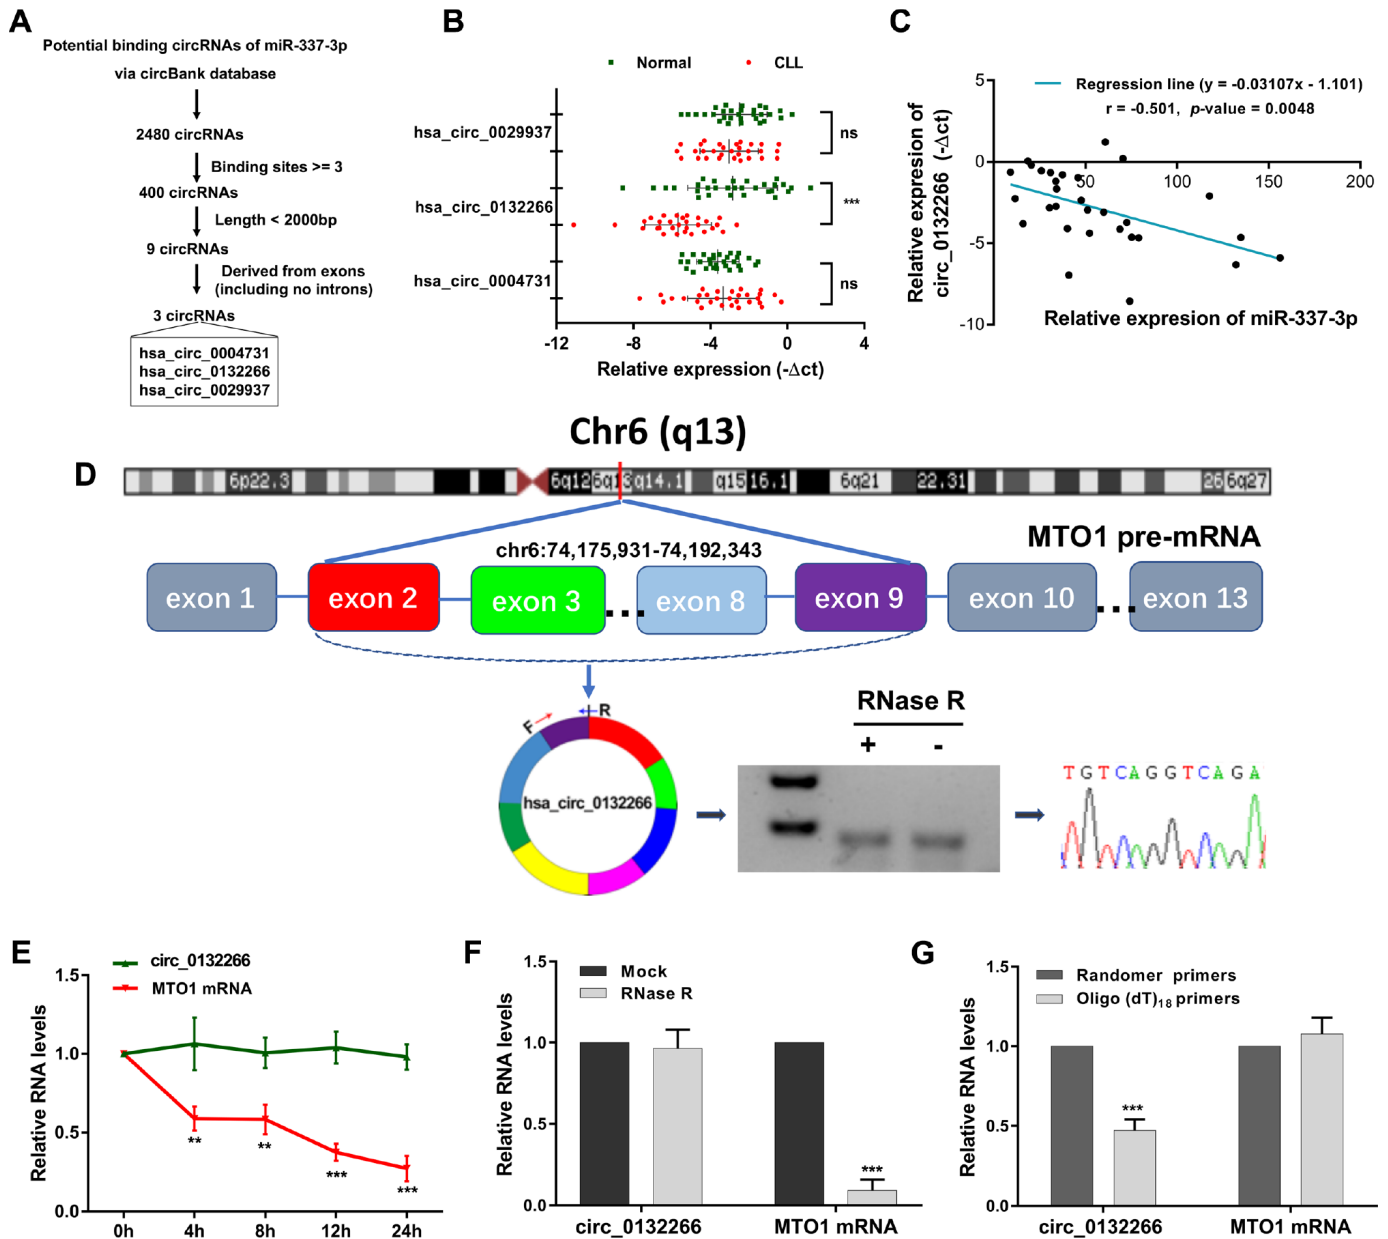 A
Potential binding circRNAs of miR-337-3p
via circBank database
2480 circRNAs
Binding sites >= 3
400 circRNAs
Length < 2000bp
9 circRNAs
Derived from exons
(including no introns)
3 circRNAs
hsa_circ_0004731
hsa_circ_0132266
hsa_circ_0029937
B
Normal
CLL
hsa_circ_0029937
ns
hsa_circ_0132266
***
hsa_circ_0004731
ns
-12
-8
-4
0
4
Relative expression (-Δct)
C
Regression line (y = -0.03107x - 1.101)
r = -0.501, p-value = 0.0048
5
0
-5
-10
50
100
150
200
Relative expression of
circ_0132266 (-Δct)
Relative expresion of miR-337-3p
Chr6 (q13)
D
6p22.3
6q12
6q13
q14.1
q15
16.1
6q21
22.31
26
6q27
MTO1 pre-mRNA
chr6:74,175,931-74,192,343
exon 1
exon 2
exon 3
exon 8
exon 9
exon 10
exon 13
F
R
hsa_circ_0132266
RNase R
+
-
TGTCAGGTCAGA
E
circ_0132266
MTO1 mRNA
Relative RNA levels
1.5
1.0
0.5
0.0
**
**
***
***
0h
4h
8h
12h
24h
F
Mock
RNase R
Relative RNA levels
1.5
1.0
0.5
0.0
***
circ_0132266
MTO1 mRNA
G
Randomer primers
Oligo (dT)18 primers
Relative RNA levels
1.5
1.0
0.5
0.0
***
circ_0132266
MTO1 mRNA